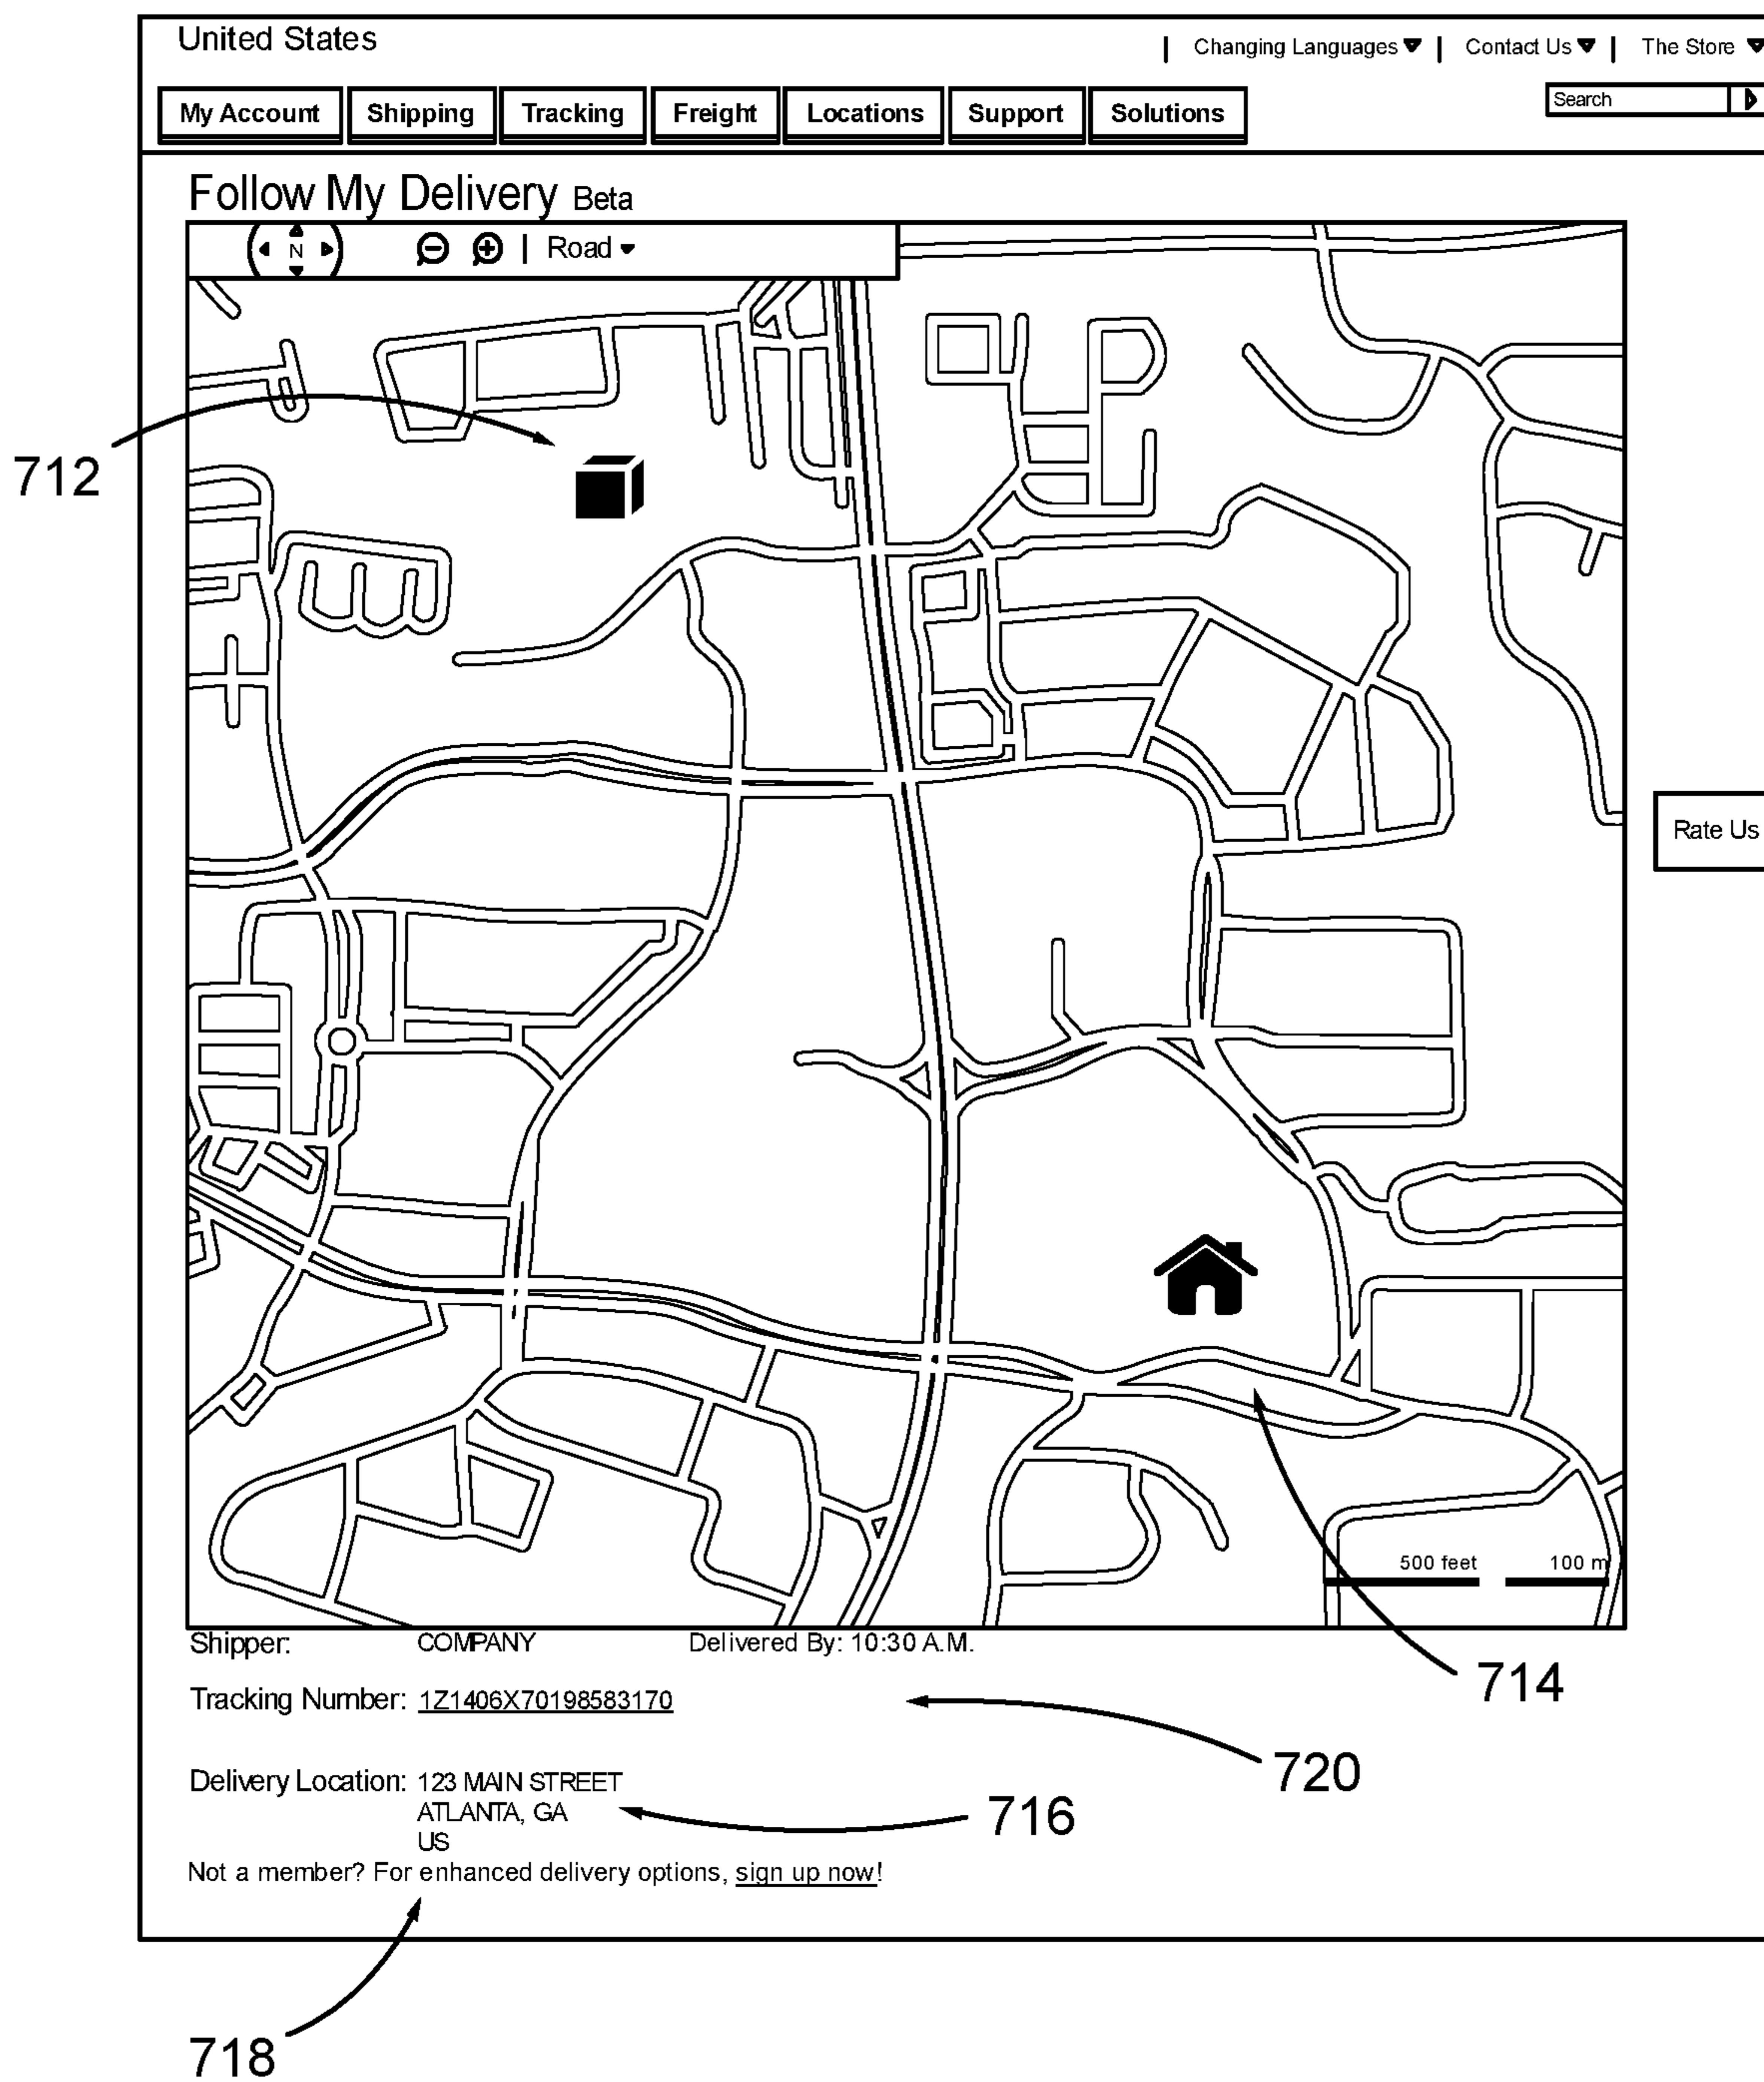 United States
| Changing Languages | Contact Us | The Store
My Account Shipping Tracking Freight Locations Support Solutions
Search
Follow My Delivery Beta
N | Road
712
Rate Us
500 feet 100 m
Shipper: COMPANY Delivered By: 10:30 A.M.
714
Tracking Number: 1Z1406X70198583170
720
Delivery Location: 123 MAIN STREET
ATLANTA, GA
716
US
Not a member? For enhanced delivery options, sign up now!
718